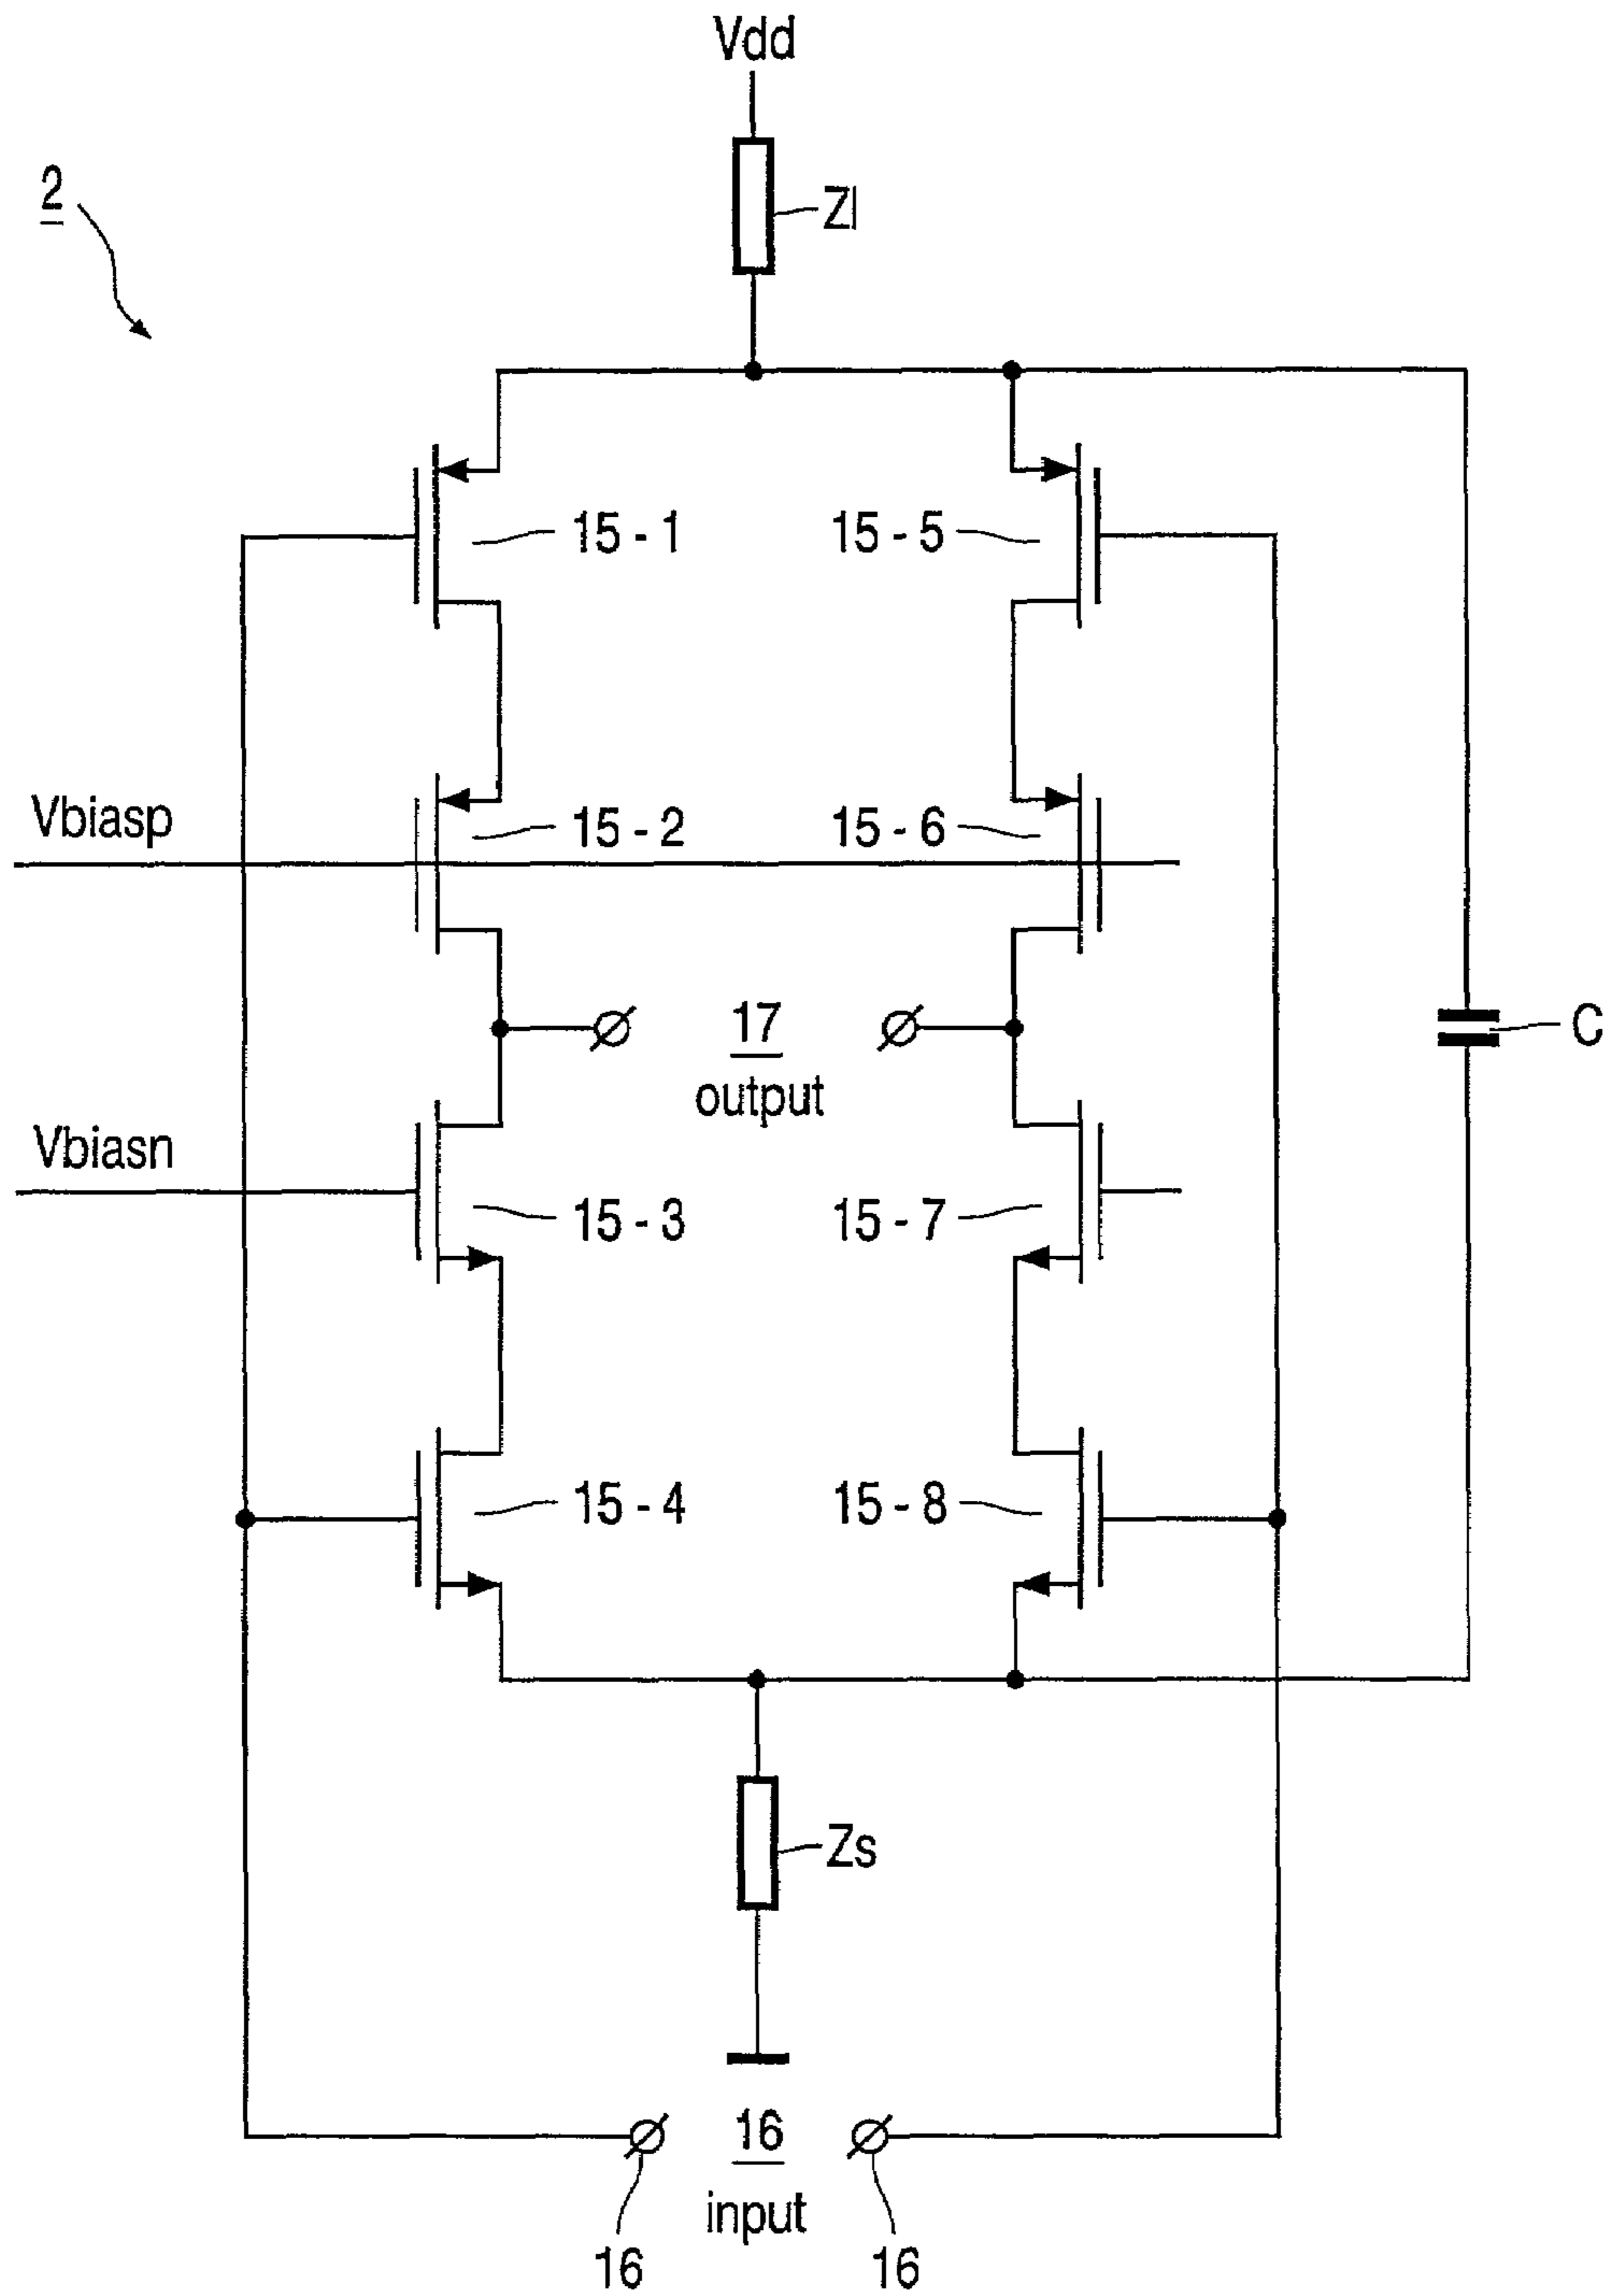 Vdd
2
Zl
15 - 1
15 - 5
Vbiasp
15 - 2
15 - 6
17
output
C
Vbiasn
15 - 3
15 - 7
15 - 4
15 - 8
Zs
16
input
16
16